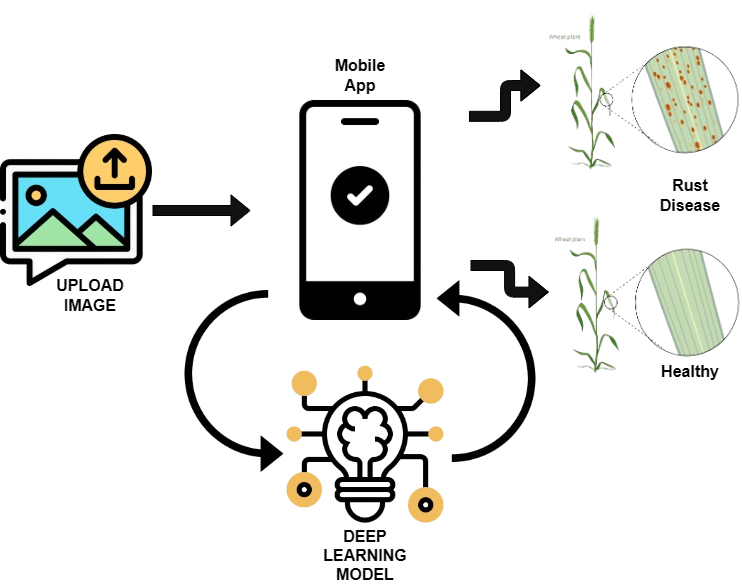 Mobile
App
Wheat plant
Rust
Disease
UPLOAD
IMAGE
Wheat plant
Healthy
DEEP
LEARNING
MODEL